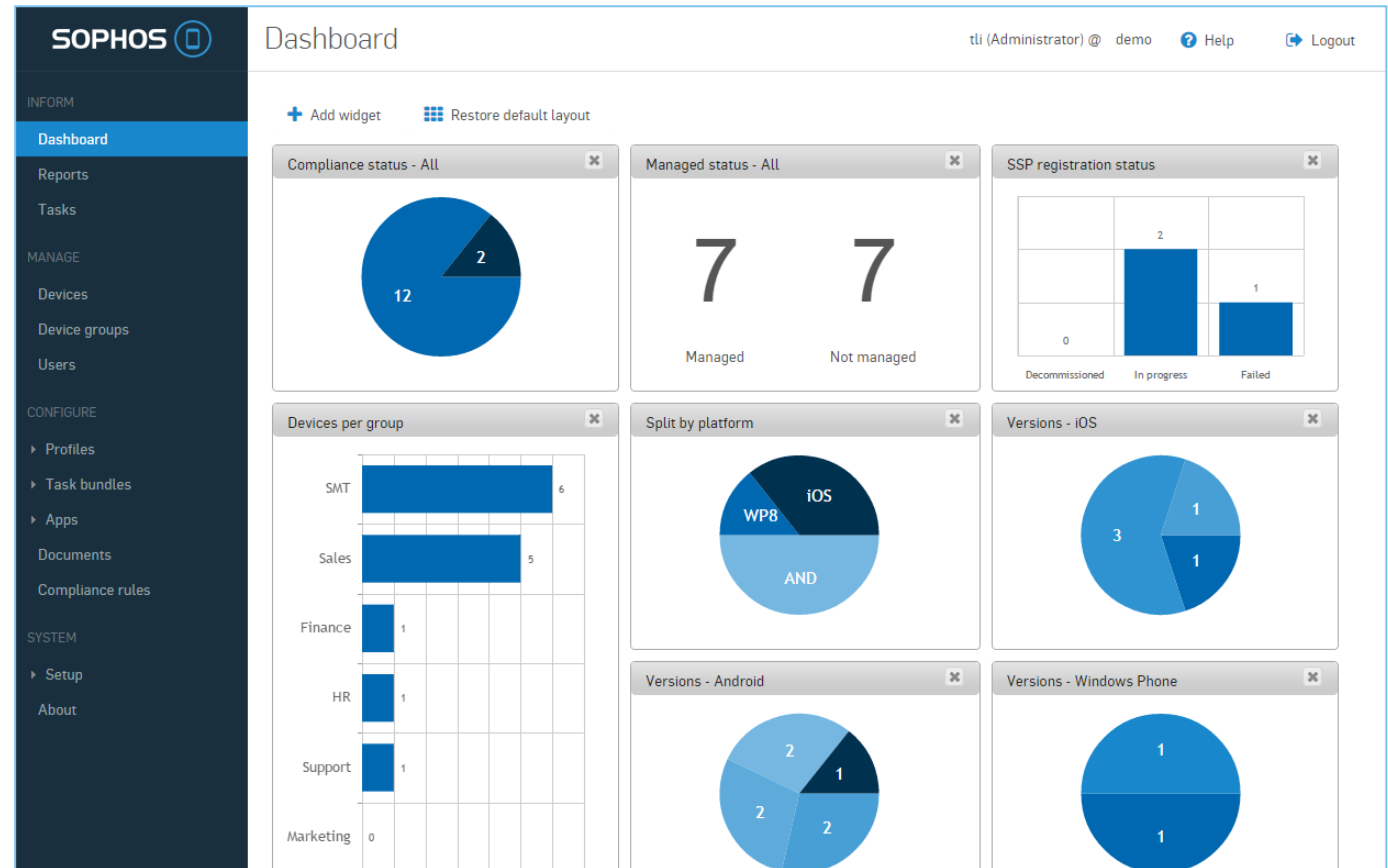 SOPHOS
Dashboard
tli (Administrator) @ demo
Help
Logout
INFORM
Dashboard
Reports
Tasks
MANAGE
Devices
Device groups
Users
CONFIGURE
Profiles
Task bundles
Apps
Documents
Compliance rules
SYSTEM
Setup
About
Add widget
Restore default layout
Compliance status - All
2
12
Managed status - All
7 7
Managed Not managed
SSP registration status
2
1
0
Decommissioned In progress Failed
Devices per group
SMT 6
Sales 5
Finance 1
HR 1
Support 1
Marketing 0
Split by platform
iOS
WP8
AND
Versions - iOS
1
3
1
Versions - Android
2
1
2
2
Versions - Windows Phone
1
1